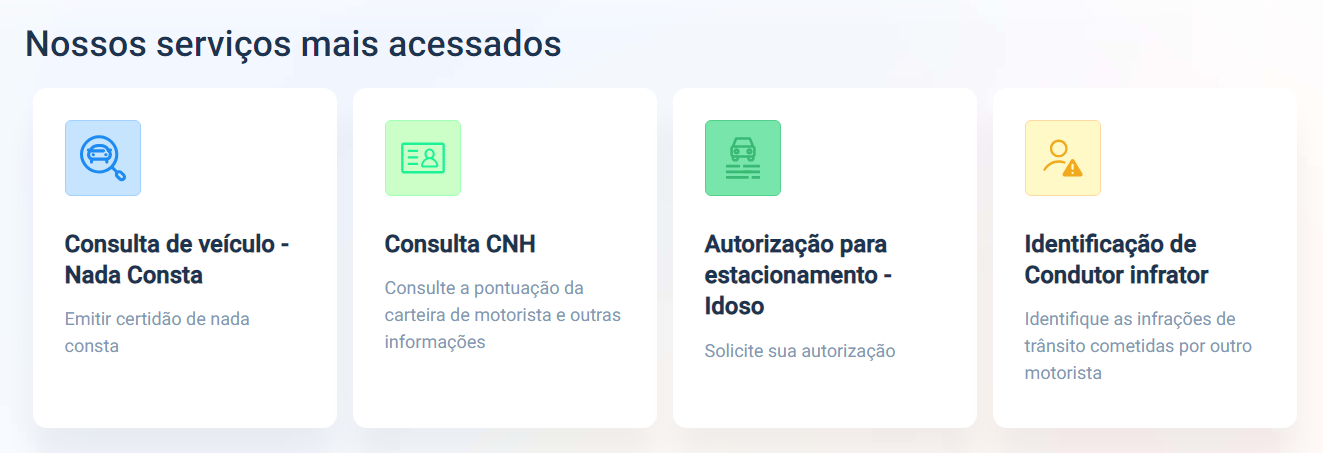 Nossos serviços mais acessados
Consulta de veículo -
Nada Consta
Emitir certidão de nada
consta
Consulta CNH
Consulte a pontuação da
carteira de motorista e outras
informações
Autorização para
estacionamento -
Idoso
Solicite sua autorização
Identificação de
Condutor infrator
Identifique as infrações de
trânsito cometidas por outro
motorista